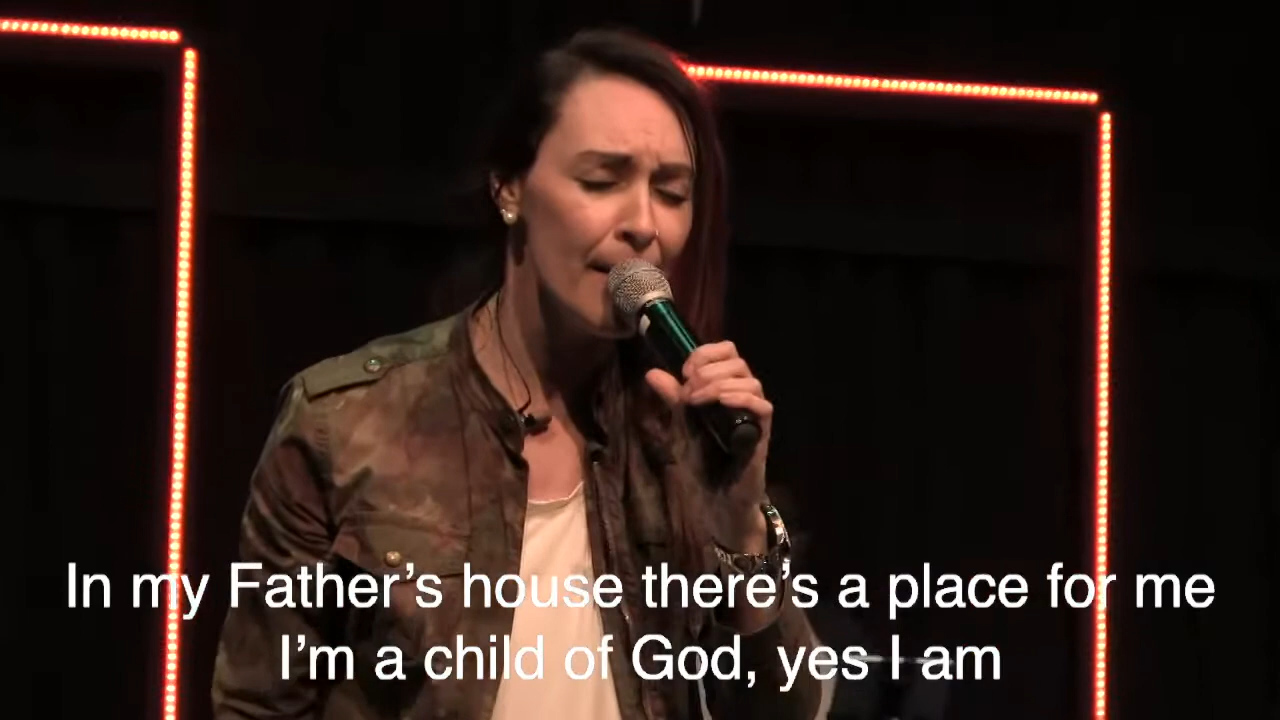 In my Father’s house there’s a place for me
I’m a child of God, yes I am